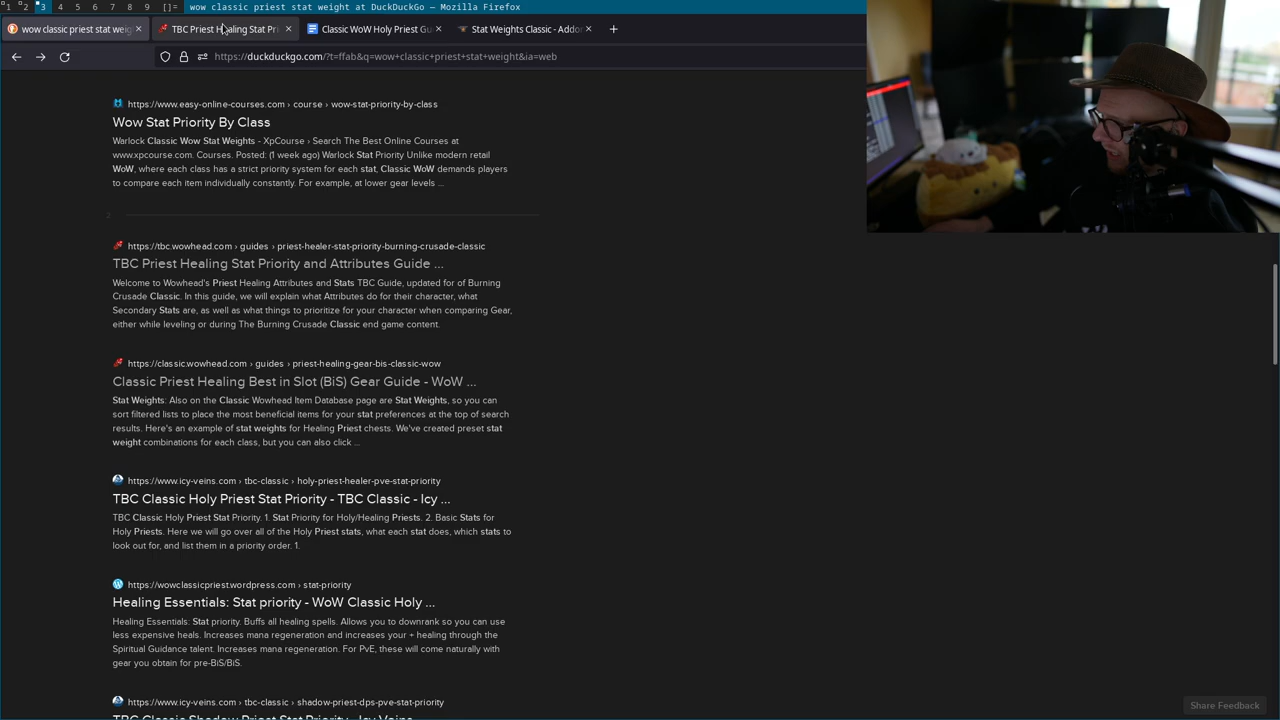 1 2 3 4 5 6 7 8 9 []= wow classic priest stat weight at DuckDuckGo — Mozilla Firefox
wow classic priest stat weig
TBC Priest Healing Stat Pri
Classic WoW Holy Priest Gu
Stat Weights Classic - Addon
https://duckduckgo.com/?t=ffab&q=wow+classic+priest+stat+weight&ia=web
https://www.easy-online-courses.com › course › wow-stat-priority-by-class
Wow Stat Priority By Class
Warlock Classic Wow Stat Weights - XpCourse › Search The Best Online Courses at
www.xpcourse.com. Courses. Posted: (1 week ago) Warlock Stat Priority Unlike modern retail
WoW, where each class has a strict priority system for each stat, Classic WoW demands players
to compare each item individually constantly. For example, at lower gear levels ...
2
https://tbc.wowhead.com › guides › priest-healer-stat-priority-burning-crusade-classic
TBC Priest Healing Stat Priority and Attributes Guide ...
Welcome to Wowhead's Priest Healing Attributes and Stats TBC Guide, updated for of Burning
Crusade Classic. In this guide, we will explain what Attributes do for their character, what
Secondary Stats are, as well as what things to prioritize for your character when comparing Gear,
either while leveling or during The Burning Crusade Classic end game content.
https://classic.wowhead.com › guides › priest-healing-gear-bis-classic-wow
Classic Priest Healing Best in Slot (BiS) Gear Guide - WoW ...
Stat Weights: Also on the Classic Wowhead Item Database page are Stat Weights, so you can
sort filtered lists to place the most beneficial items for your stat preferences at the top of search
results. Here's an example of stat weights for Healing Priest chests. We've created preset stat
weight combinations for each class, but you can also click ...
https://www.icy-veins.com › tbc-classic › holy-priest-healer-pve-stat-priority
TBC Classic Holy Priest Stat Priority - TBC Classic - Icy ...
TBC Classic Holy Priest Stat Priority. 1. Stat Priority for Holy/Healing Priests. 2. Basic Stats for
Holy Priests. Here we will go over all of the Holy Priest stats, what each stat does, which stats to
look out for, and list them in a priority order. 1.
https://wowclassicpriest.wordpress.com › stat-priority
Healing Essentials: Stat priority - WoW Classic Holy ...
Healing Essentials: Stat priority. Buffs all healing spells. Allows you to downrank so you can use
less expensive heals. Increases mana regeneration and increases your + healing through the
Spiritual Guidance talent. Increases mana regeneration. For PvE, these will come naturally with
gear you obtain for pre-BiS/BiS.
https://www.icy-veins.com › tbc-classic › shadow-priest-dps-pve-stat-priority
TBC Classic Shadow Priest Stat Priority - Icy Veins
Share Feedback